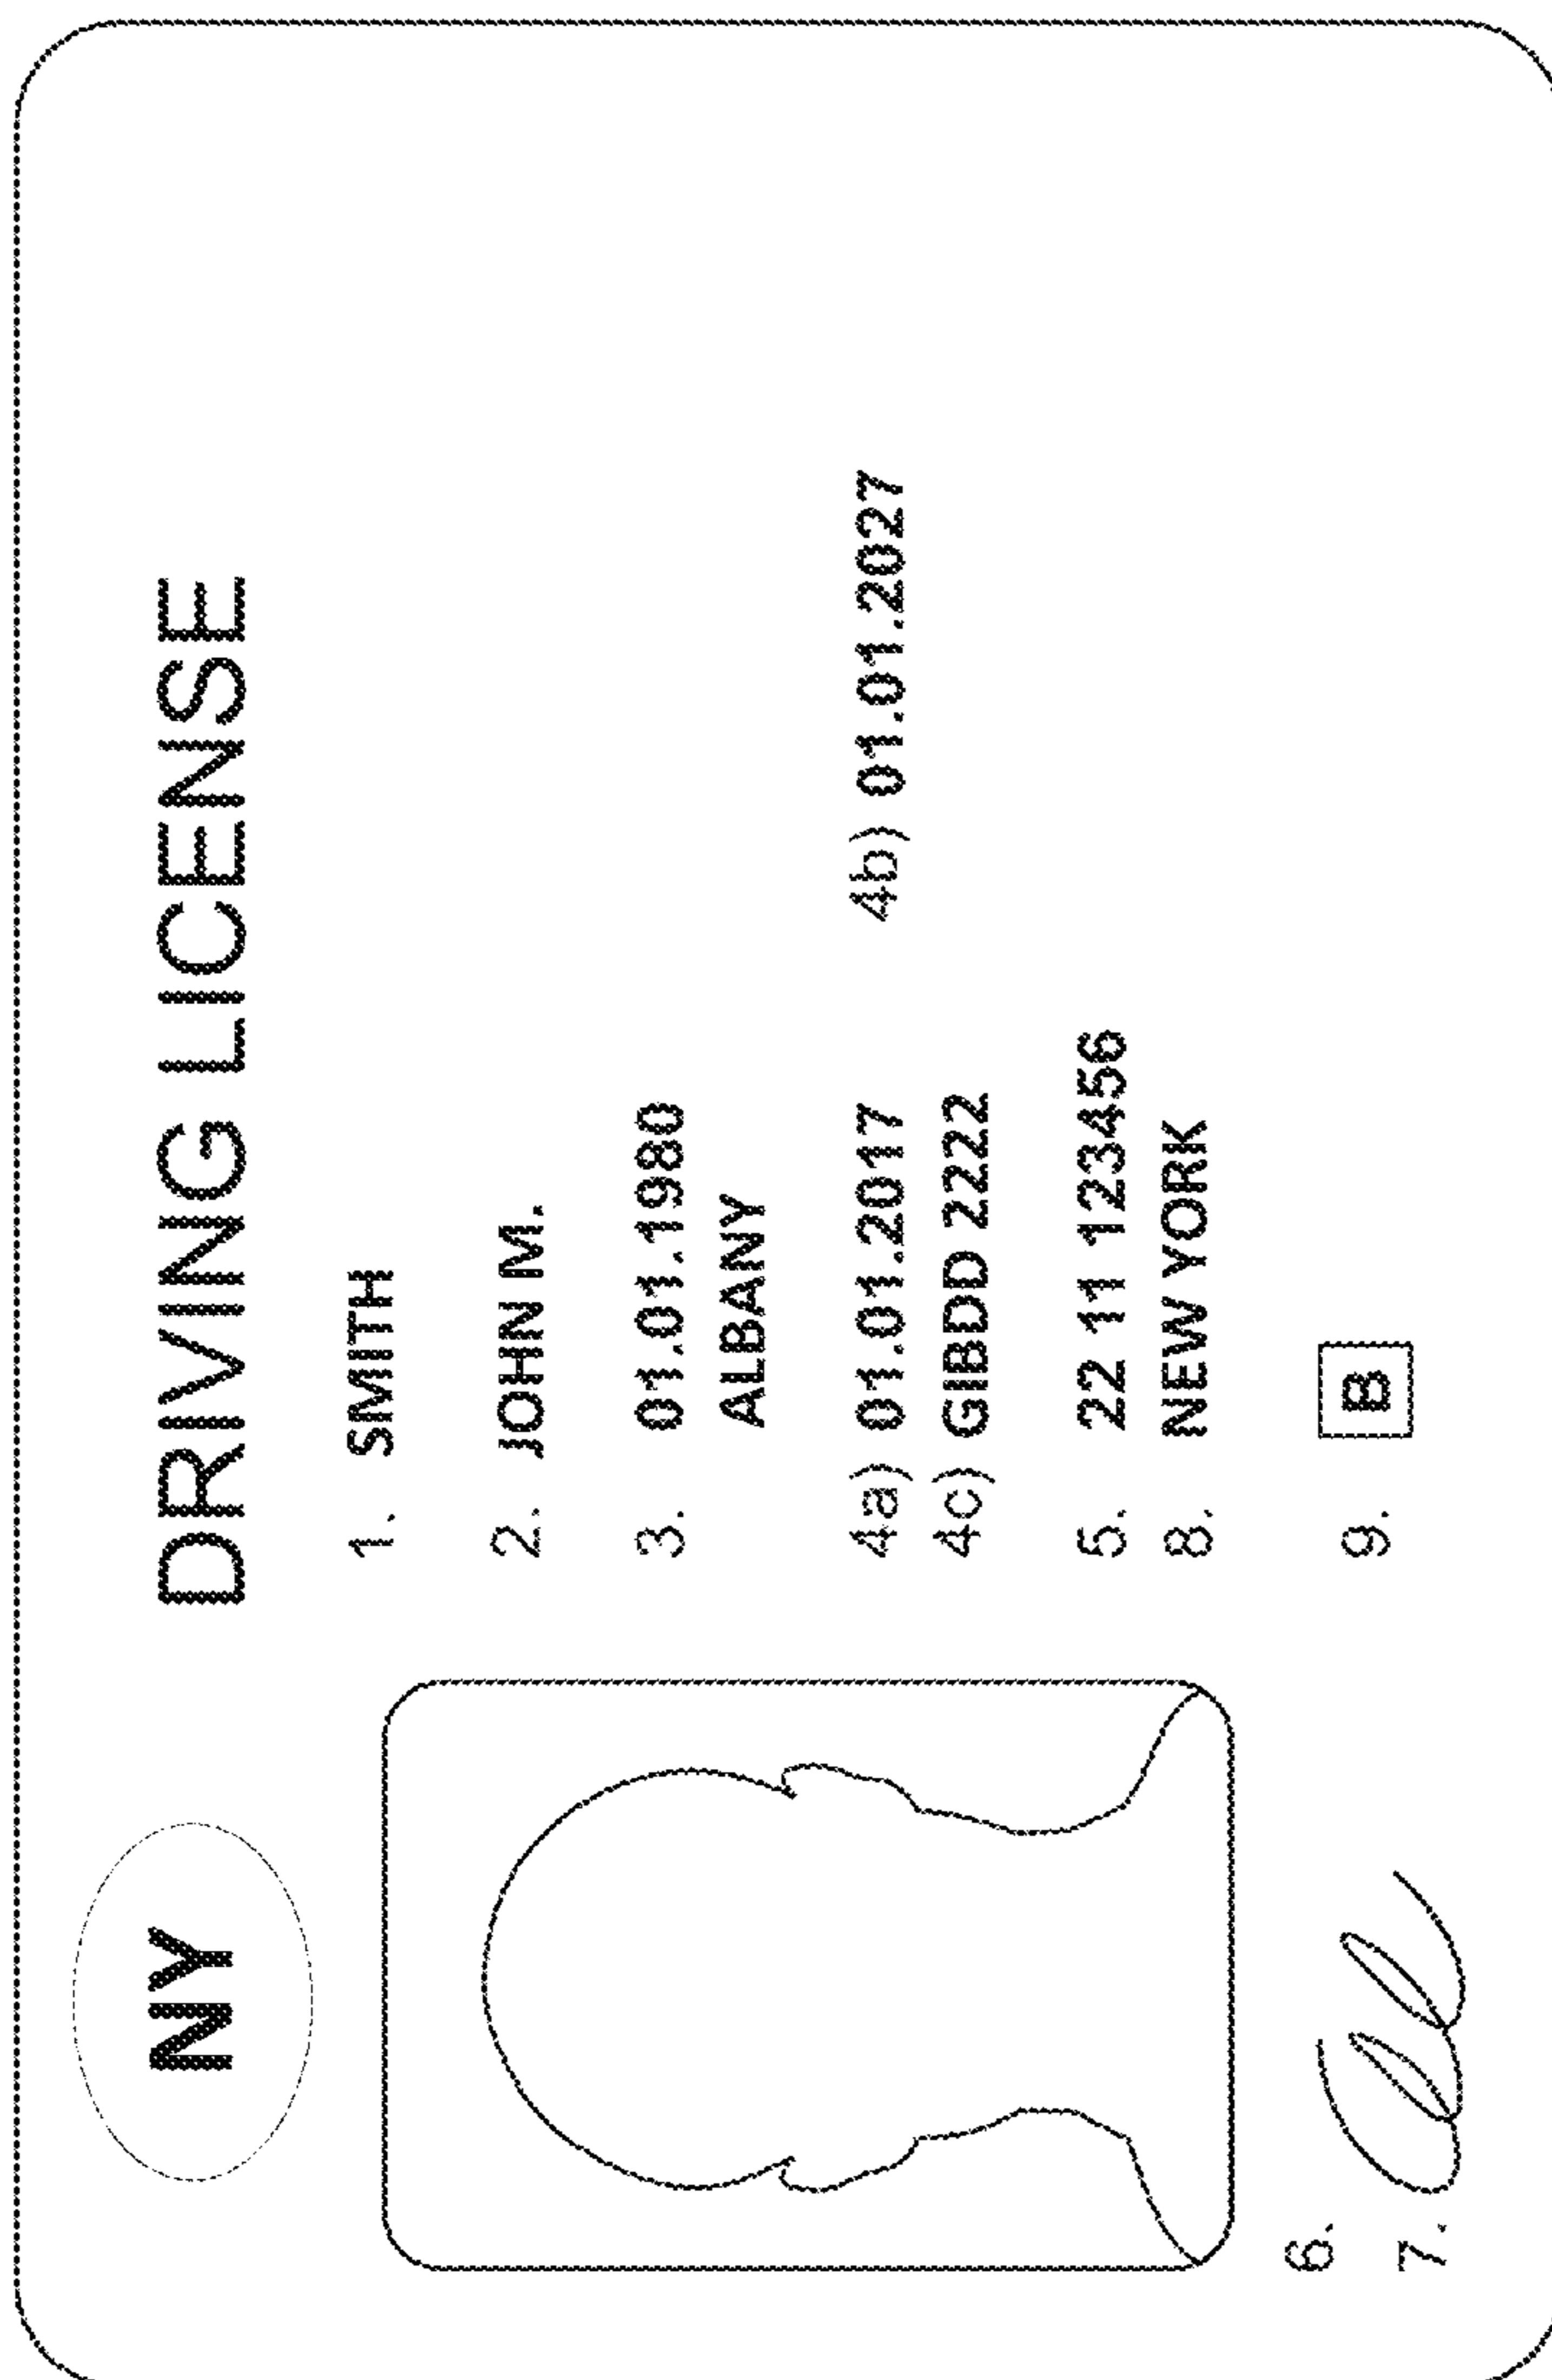 NY
DRIVING LICENSE
1. SMITH
2. JOHN M.
3. 01.01.1980
ALBANY
4a) 01.01.2017 4b) 01.01.2027
4c) GIBDD 2222
5. 22 11 123456
8. NEW YORK
9. B
6.
7.